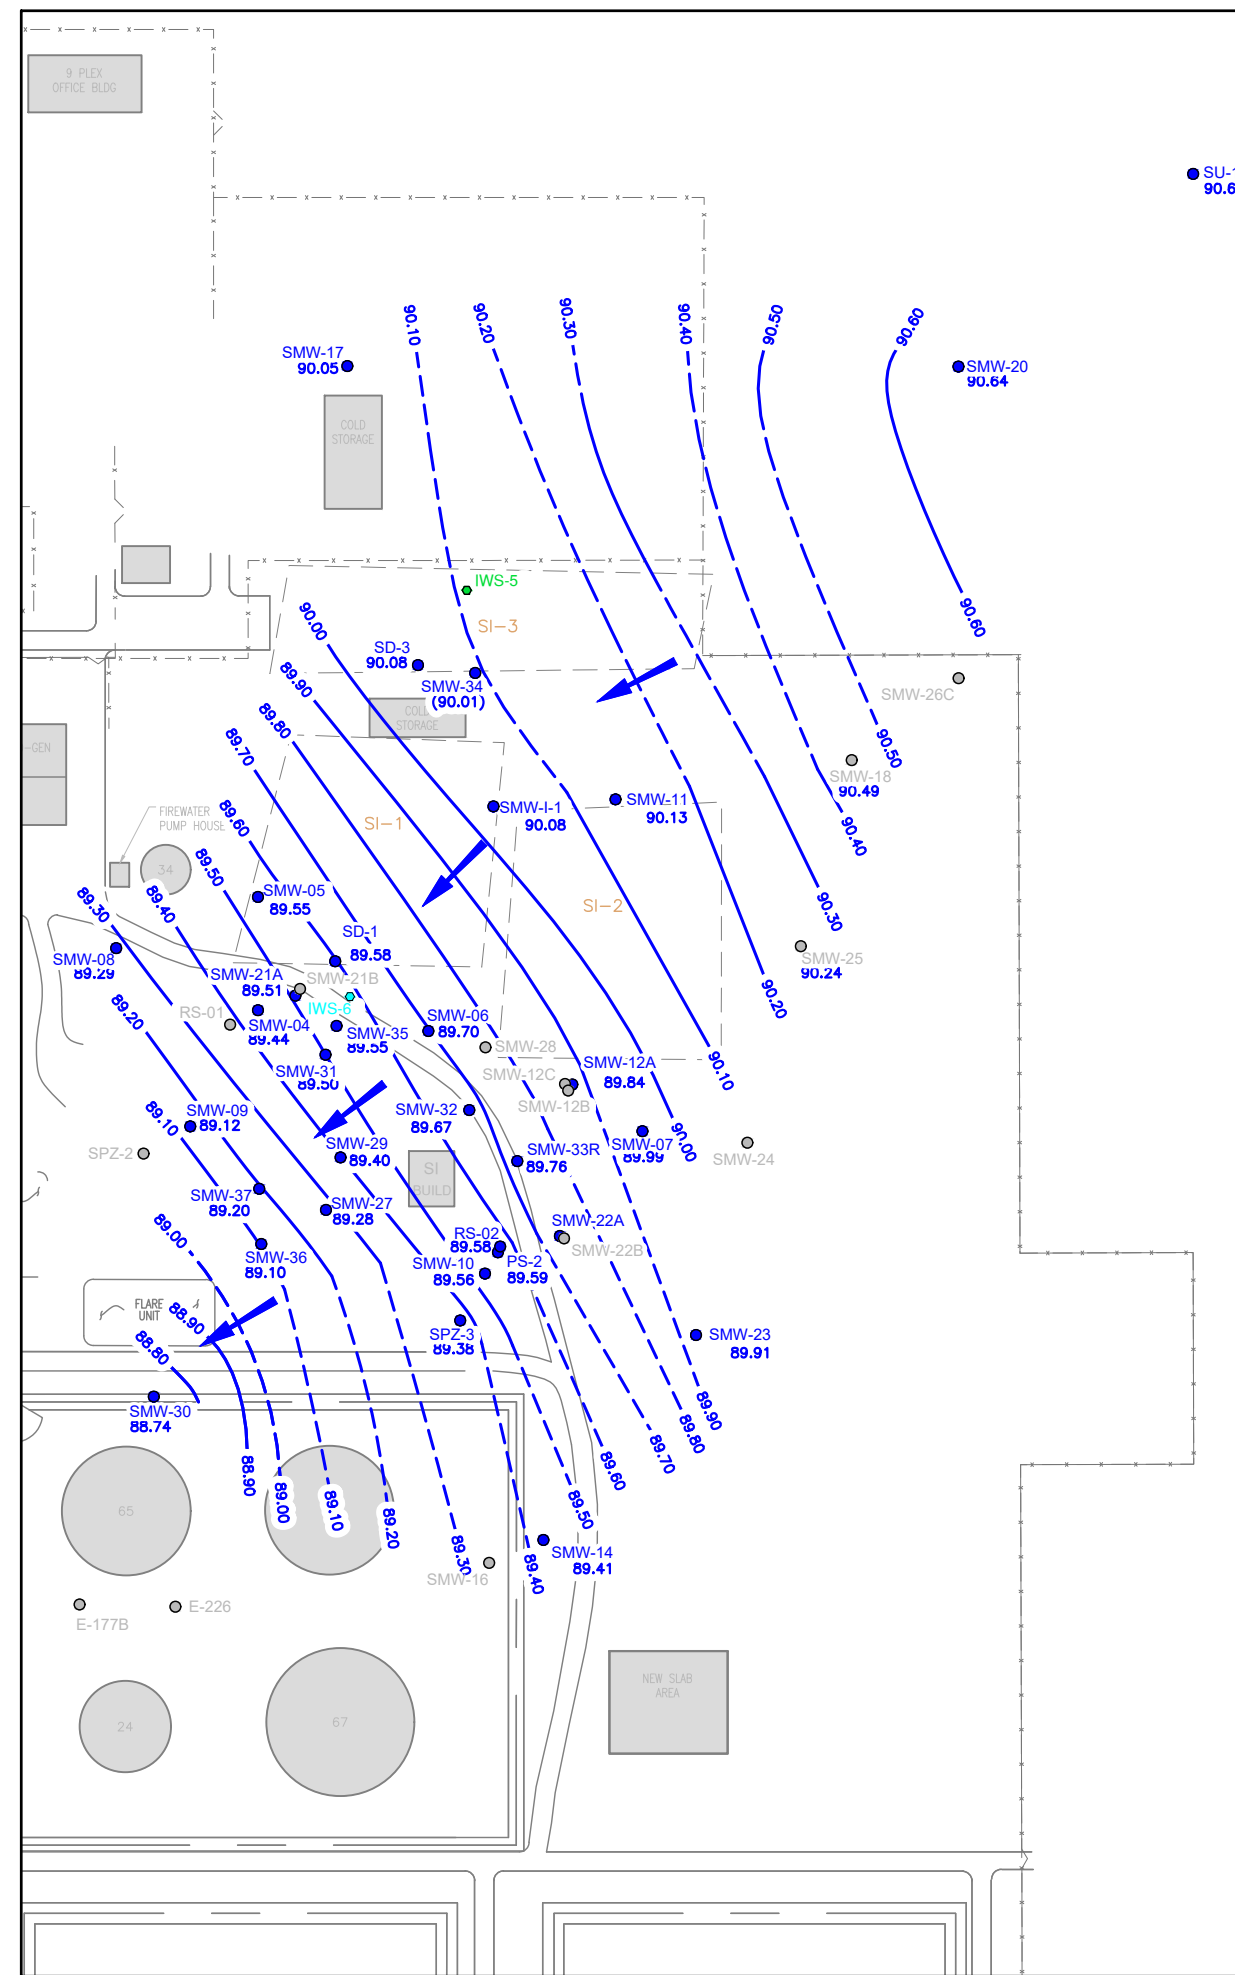 9 PLEX
OFFICE BLDG
SU-1
90.6
90.10
90.20
90.30
90.40
90.50
90.60
SMW-17
90.05
SMW-20
90.64
COLD
STORAGE
IWS-5
SI-3
90.00
90.60
SD-3
90.08
89.90
SMW-34
(90.01)
SMW-26C
89.80
COLD
STORAGE
89.70
-GEN
90.50
SMW-18
90.49
89.60
FIREWATER
PUMP HOUSE
SI-1
SMW-I-1
90.08
SMW-11
90.13
90.40
34
89.50
89.40
89.30
SMW-05
89.55
SI-2
90.30
SD-1
89.58
SMW-08
89.29
SMW-21A
89.51
SMW-21B
SMW-25
90.24
RS-01
IWS-6
90.20
89.20
SMW-04
89.44
SMW-35
89.55
SMW-06
89.70
SMW-28
SMW-31
89.50
SMW-12C
SMW-12A
89.84
90.10
SMW-12B
89.10
SMW-09
89.12
SMW-32
89.67
SPZ-2
SMW-29
89.40
SMW-33R
89.76
SMW-07
89.99
90.00
SMW-24
SI
BUILD
SMW-37
89.20
SMW-27
89.28
89.00
SMW-36
89.10
RS-02
89.58
SMW-22A
SMW-22B
SMW-10
89.56
PS-2
89.59
FLARE
UNIT
88.90
88.80
SPZ-3
89.38
SMW-23
89.91
SMW-30
88.74
89.90
89.80
89.70
89.60
88.90
89.00
89.10
89.20
89.30
89.40
89.50
65
SMW-14
89.41
SMW-16
E-177B
E-226
NEW SLAB
AREA
24
67